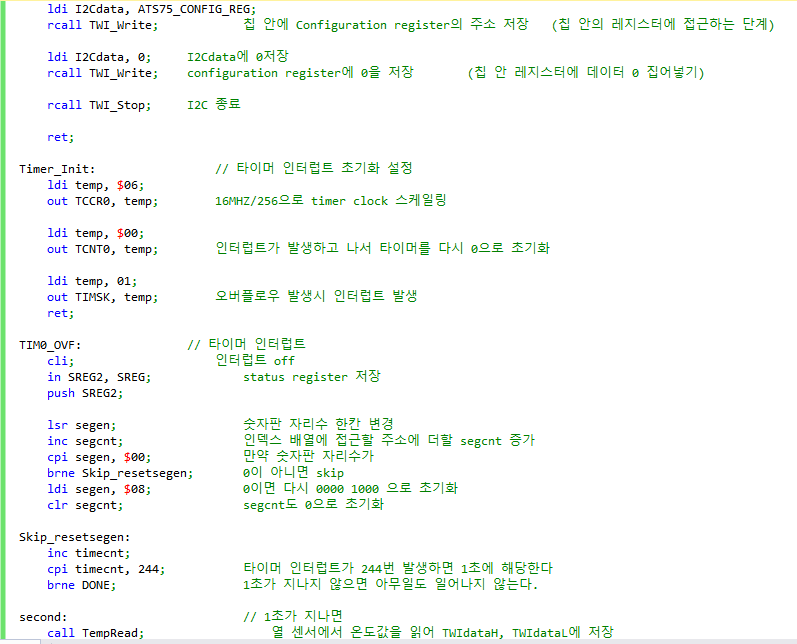 ldi I2Cdata, ATS75_CONFIG_REG;
rcall TWI_Write; 칩 안에 Configuration register의 주소 저장 (칩 안의 레지스터에 접근하는 단계)
ldi I2Cdata, 0; I2Cdata에 0저장
rcall TWI_Write; configuration register에 0을 저장 (칩 안 레지스터에 데이터 0 집어넣기)
rcall TWI_Stop; I2C 종료
ret;
Timer_Init: // 타이머 인터럽트 초기화 설정
ldi temp, $06;
out TCCR0, temp; 16MHZ/256으로 timer clock 스케일링
ldi temp, $00;
out TCNT0, temp; 인터럽트가 발생하고 나서 타이머를 다시 0으로 초기화
ldi temp, 01;
out TIMSK, temp; 오버플로우 발생시 인터럽트 발생
ret;
TIM0_OVF: // 타이머 인터럽트
cli; 인터럽트 off
in SREG2, SREG; status register 저장
push SREG2;
lsr segen; 숫자판 자리수 한칸 변경
inc segcnt; 인덱스 배열에 접근할 주소에 더할 segcnt 증가
cpi segen, $00; 만약 숫자판 자리수가
brne Skip_resetsegen; 0이 아니면 skip
ldi segen, $08; 0이면 다시 0000 1000 으로 초기화
clr segcnt; segcnt도 0으로 초기화
Skip_resetsegen:
inc timecnt;
cpi timecnt, 244; 타이머 인터럽트가 244번 발생하면 1초에 해당한다
brne DONE; 1초가 지나지 않으면 아무일도 일어나지 않는다.
second: // 1초가 지나면
call TempRead; 열 센서에서 온도값을 읽어 TWIdataH, TWIdataL에 저장